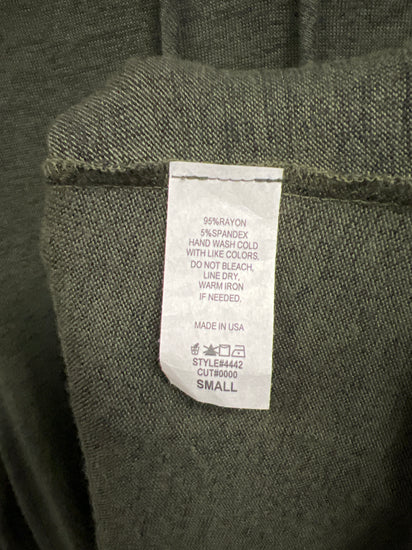 95%RAYON
5%SPANDEX
HAND WASH COLD
WITH LIKE COLORS.
DO NOT BLEACH.
LINE DRY,
WARM IRON
IF NEEDED.
MADE IN USA
STYLE#4442
CUT#0000
SMALL